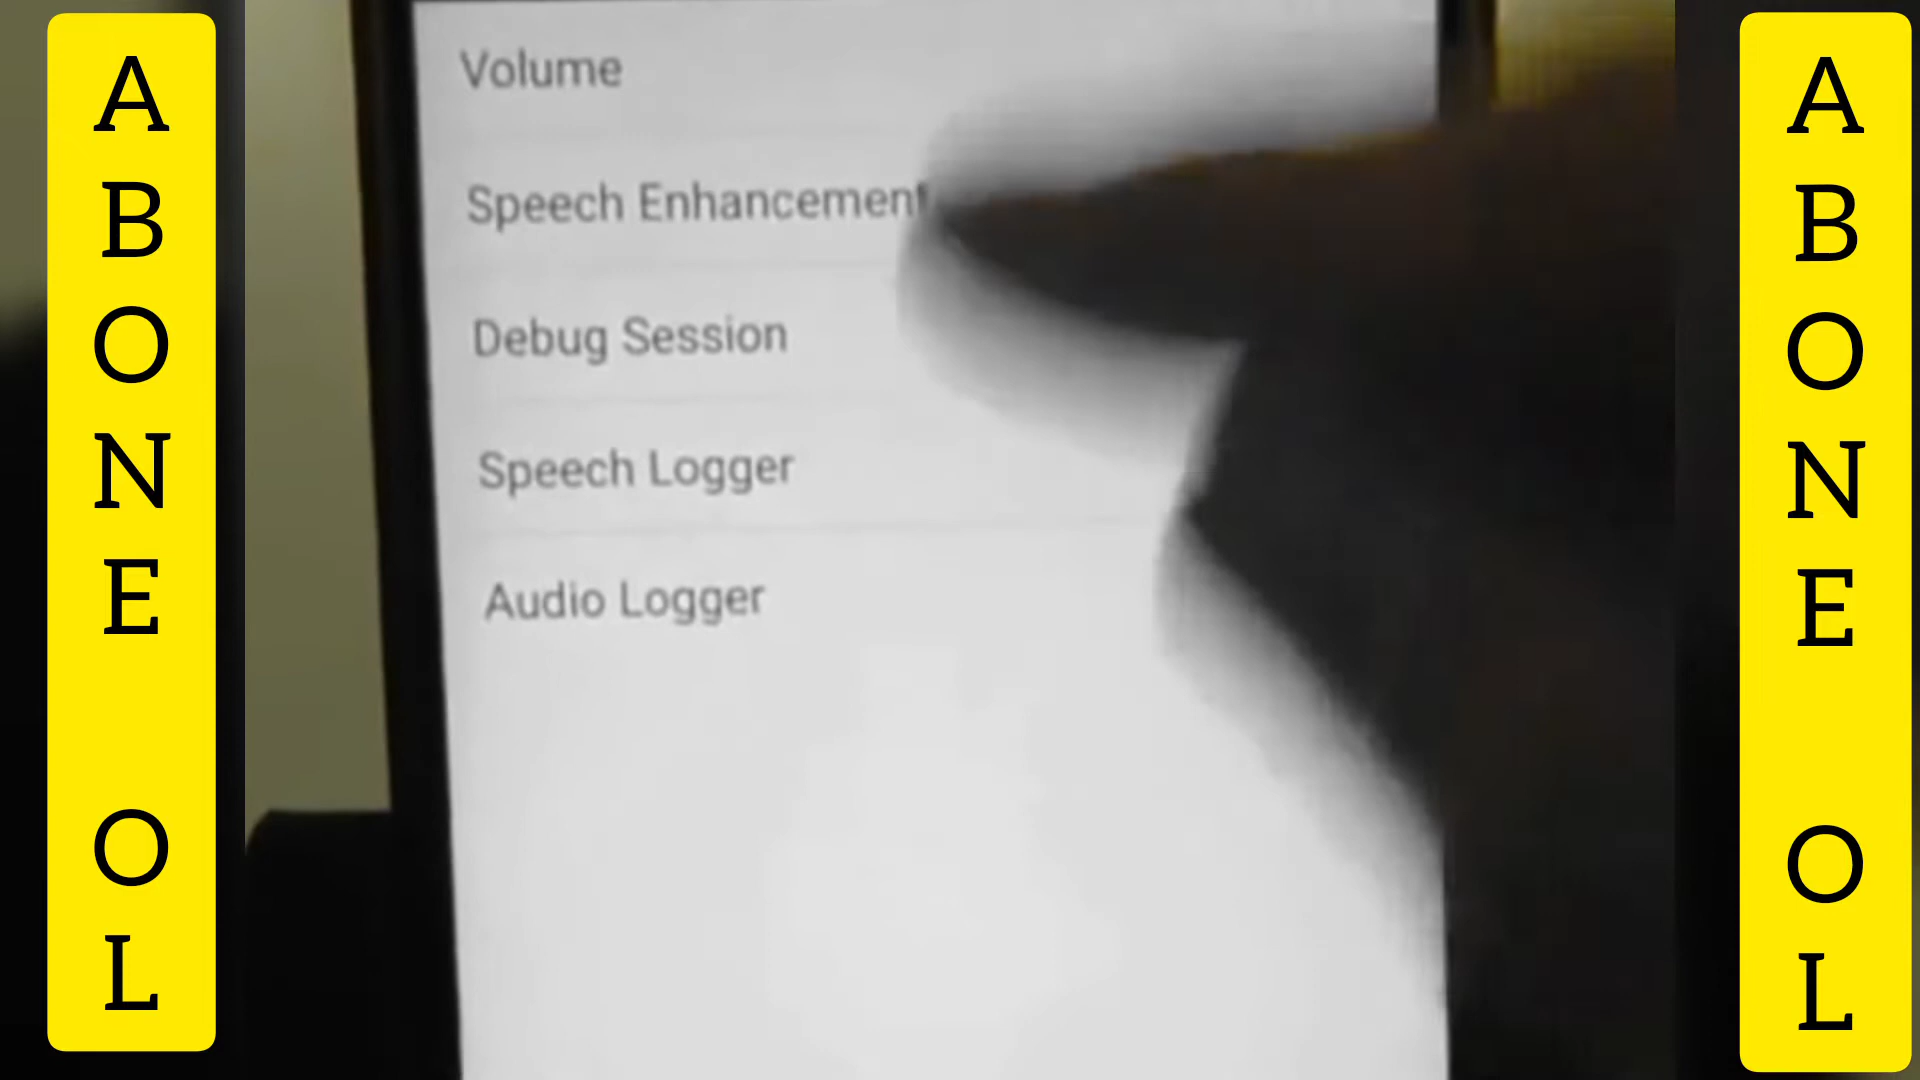 ABONE OL
Volume
Speech Enhancement
Debug Session
Speech Logger
Audio Logger
ABONE OL